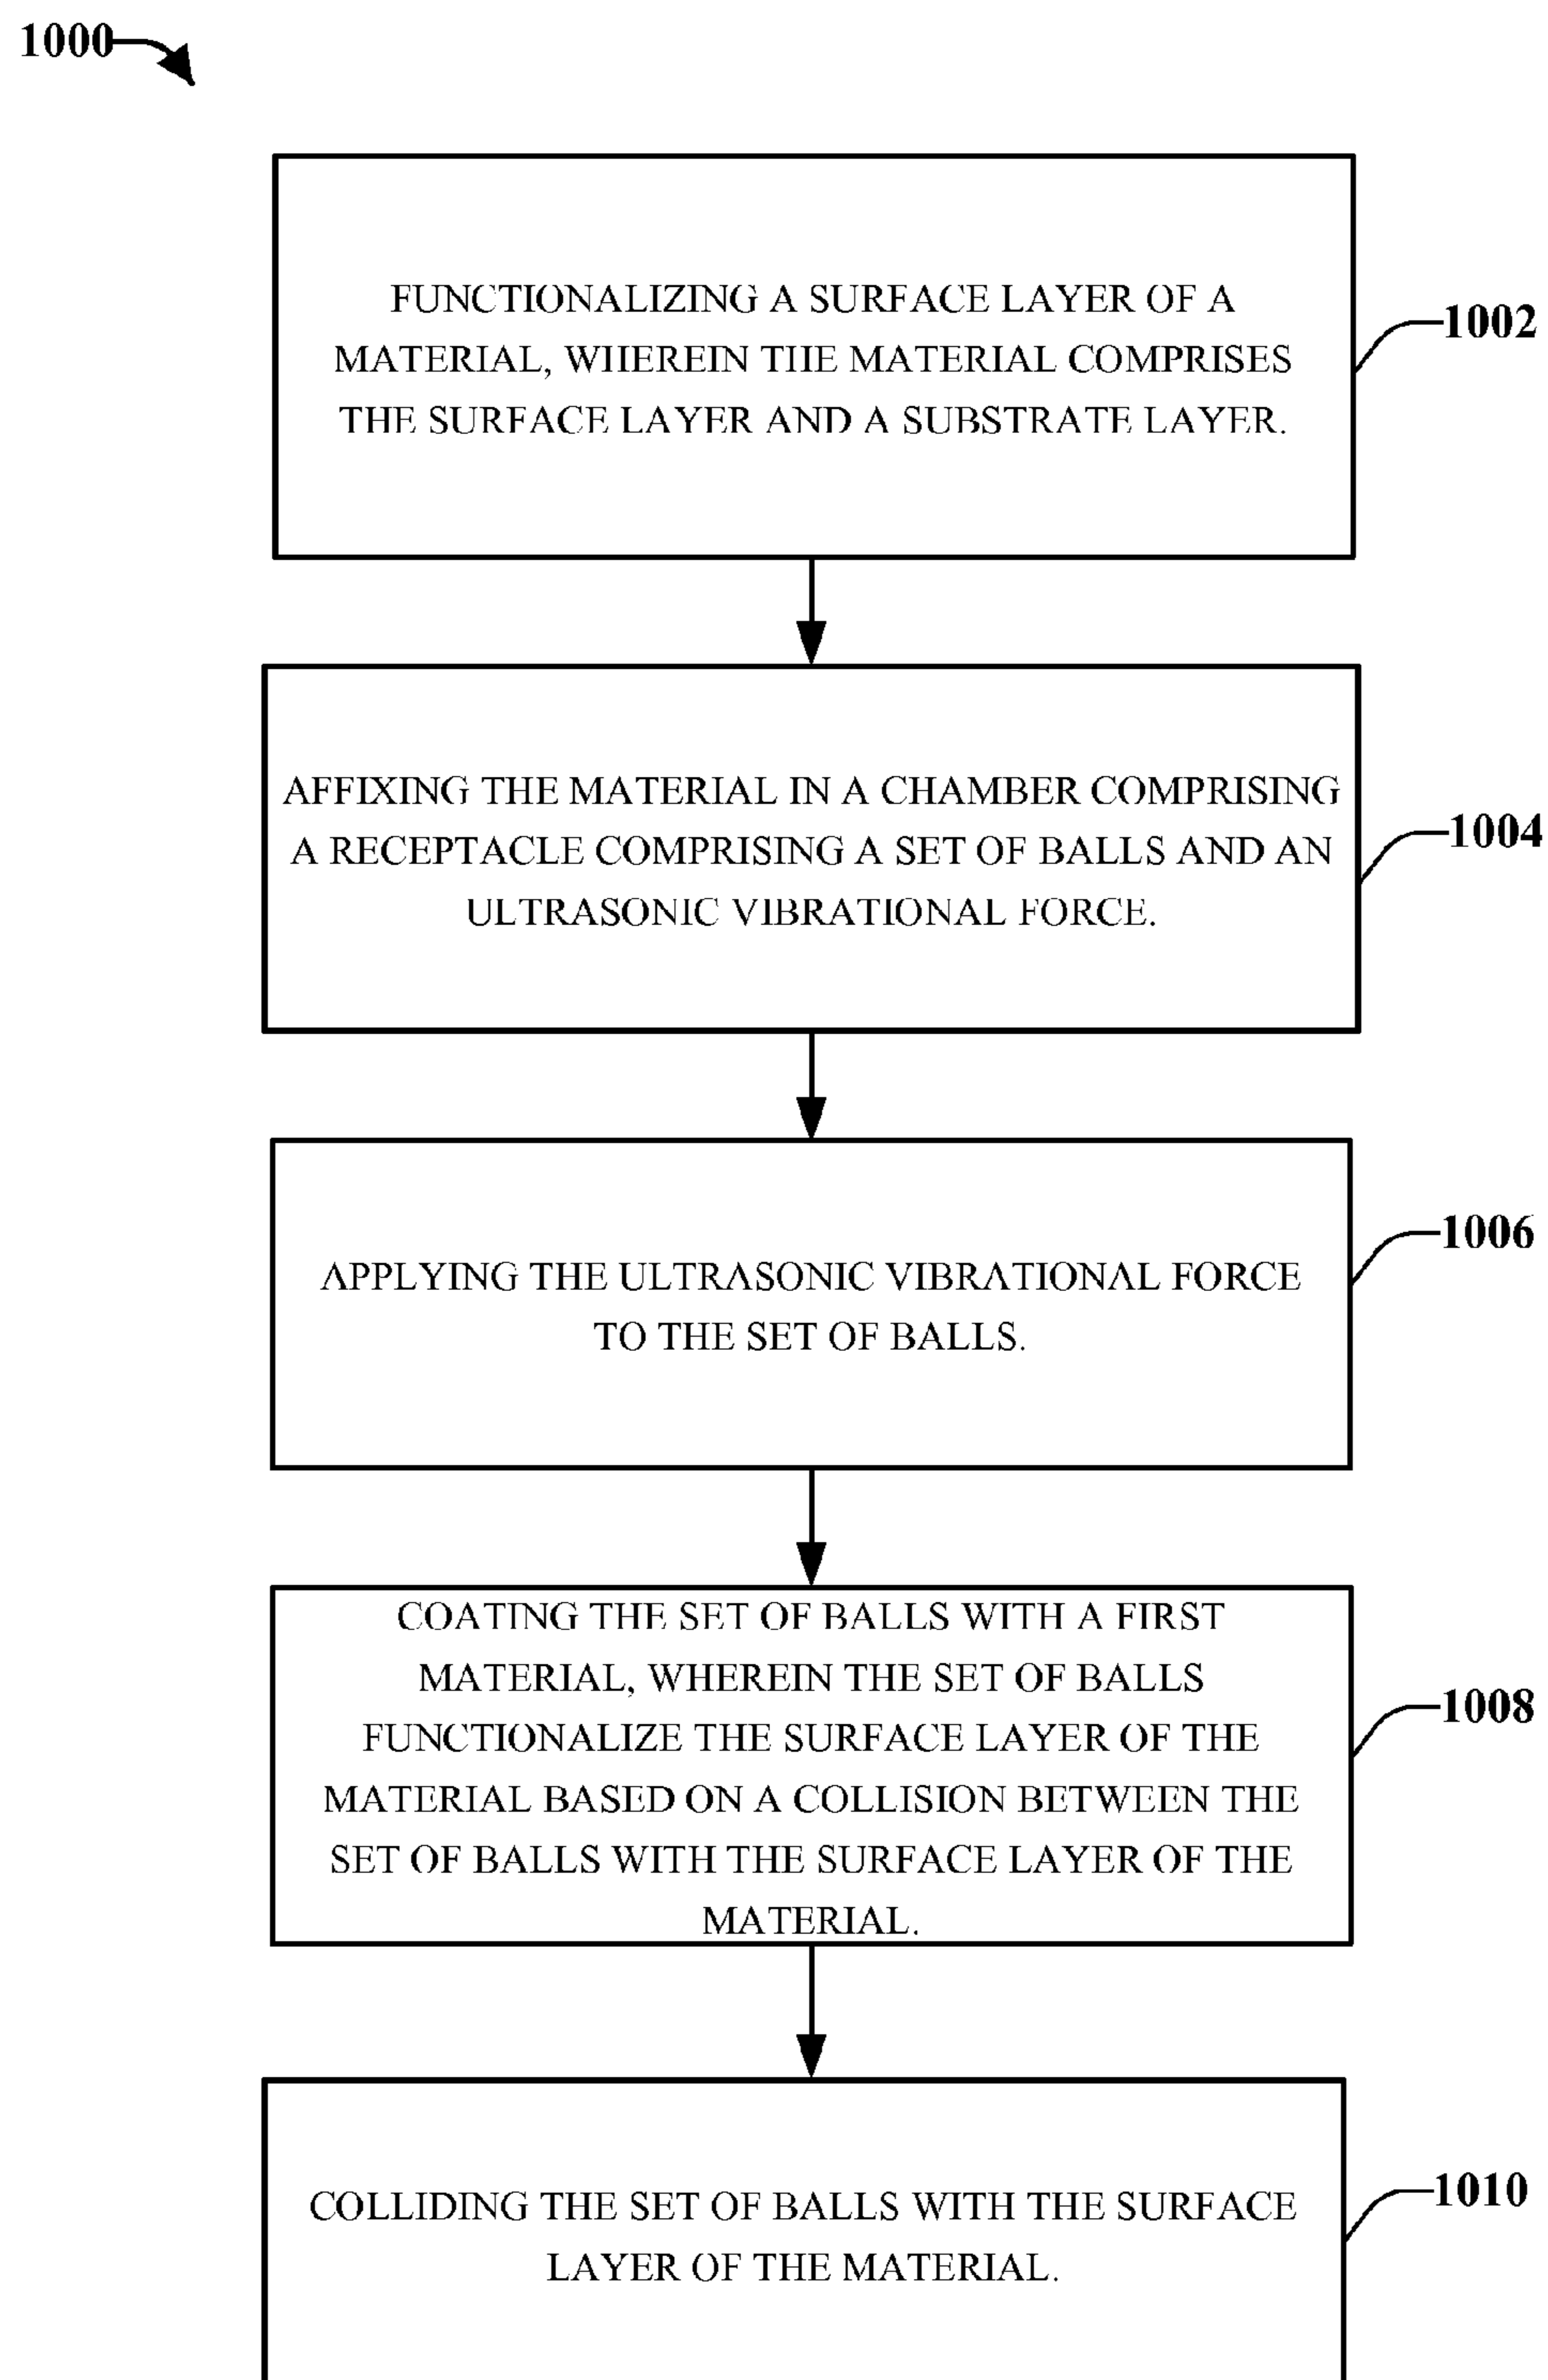 1000
FUNCTIONALIZING A SURFACE LAYER OF A
MATERIAL, WHEREIN THE MATERIAL COMPRISES
THE SURFACE LAYER AND A SUBSTRATE LAYER.
1002
AFFIXING THE MATERIAL IN A CHAMBER COMPRISING
A RECEPTACLE COMPRISING A SET OF BALLS AND AN
ULTRASONIC VIBRATIONAL FORCE.
1004
APPLYING THE ULTRASONIC VIBRATIONAL FORCE
TO THE SET OF BALLS.
1006
COATING THE SET OF BALLS WITH A FIRST
MATERIAL, WHEREIN THE SET OF BALLS
FUNCTIONALIZE THE SURFACE LAYER OF THE
MATERIAL BASED ON A COLLISION BETWEEN THE
SET OF BALLS WITH THE SURFACE LAYER OF THE
MATERIAL.
1008
COLLIDING THE SET OF BALLS WITH THE SURFACE
LAYER OF THE MATERIAL.
1010